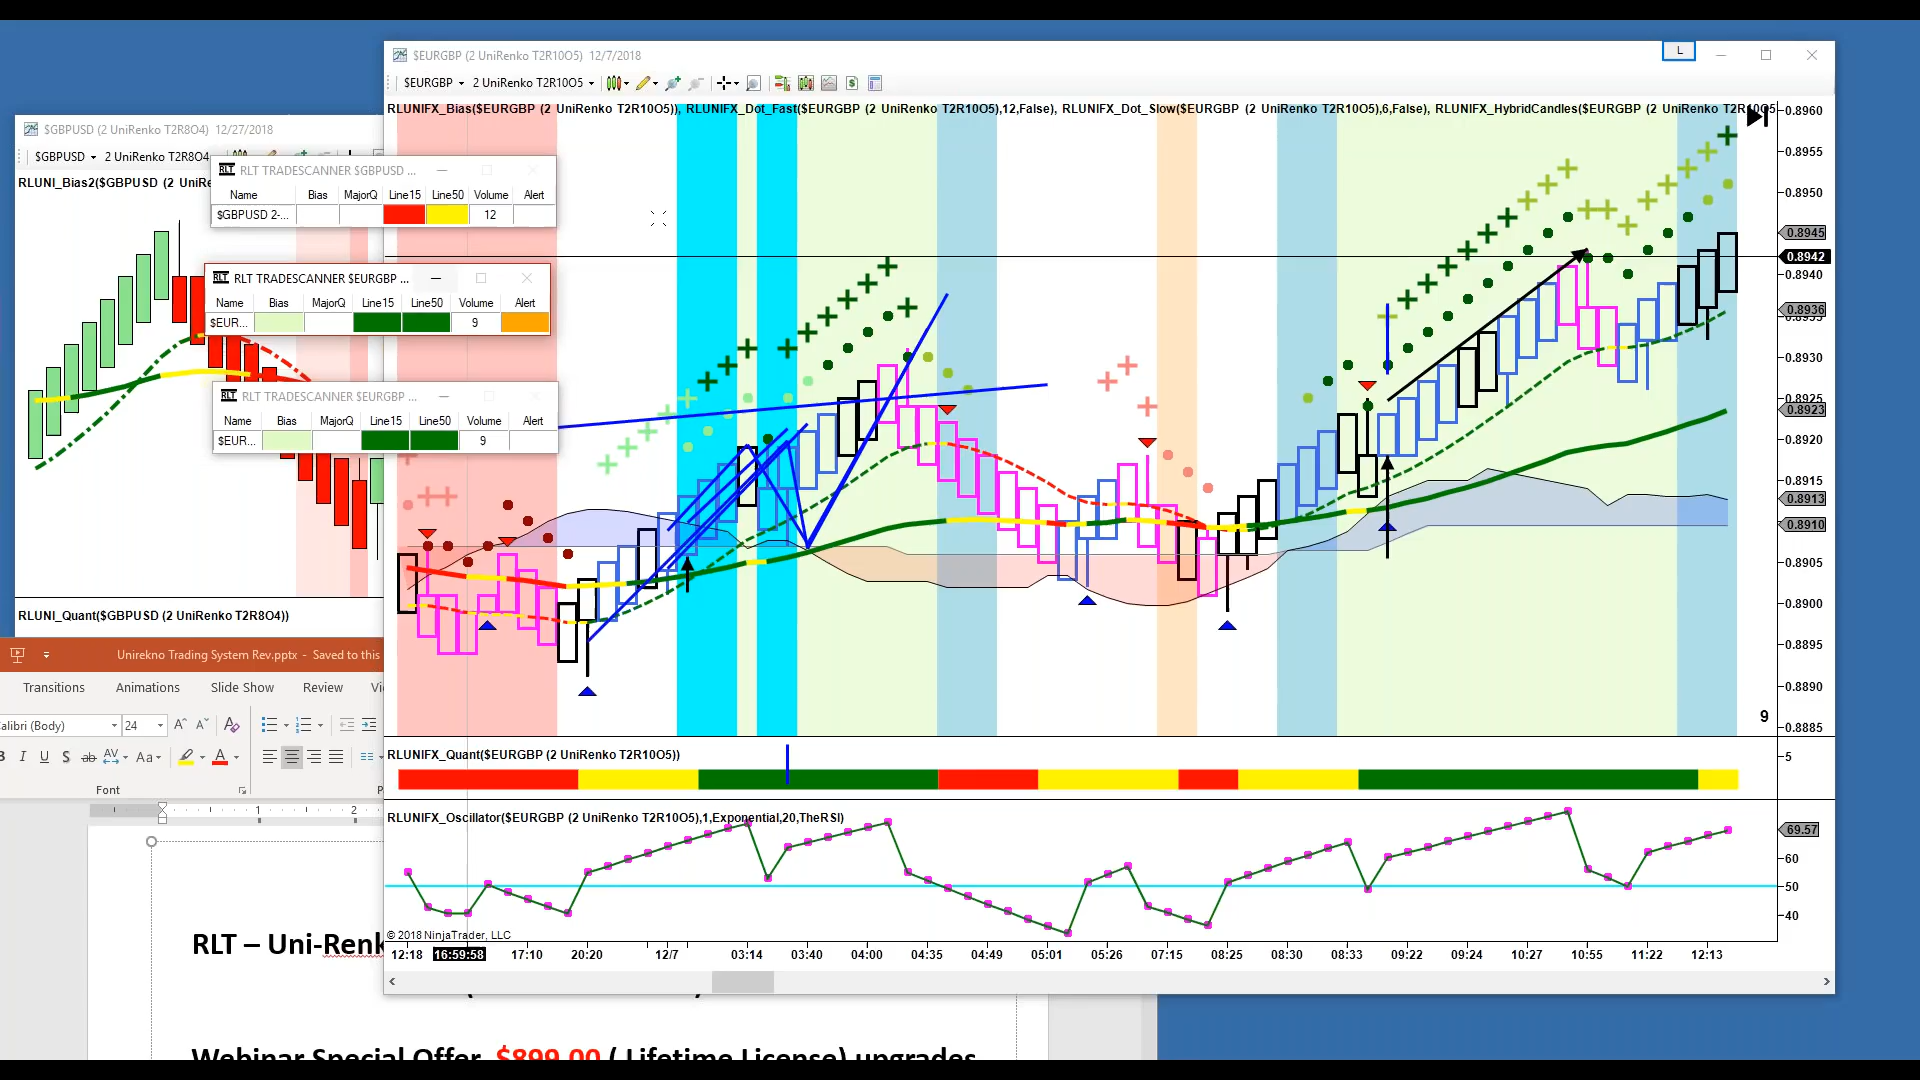 $EURGBP (2 UniRenko T2R10O5)  12/7/2018
L
$EURGBP
2 UniRenko T2R10O5
RLUNIFX_Bias($EURGBP (2 UniRenko T2R10O5)), RLUNIFX_Dot_Fast($EURGBP (2 UniRenko T2R10O5),12,False), RLUNIFX_Dot_Slow($EURGBP (2 UniRenko T2R10O5),6,False), RLUNIFX_HybridCandles($EURGBP (2 UniRenko T2R10O5
$GBPUSD (2 UniRenko T2R8O4)  12/27/2018
$GBPUSD
2 UniRenko T2R8O4
RLUNI_Bias2($GBPUSD (2 UniR
RLT TRADESCANNER $GBPUSD ...
Name Bias MajorQ Line15 Line50 Volume Alert
$GBPUSD 2-... 12
RLT TRADESCANNER $EURGBP ...
Name Bias MajorQ Line15 Line50 Volume Alert
$EUR... 9
RLT TRADESCANNER $EURGBP ...
Name Bias MajorQ Line15 Line50 Volume Alert
$EUR... 9
0.8960
0.8955
0.8950
0.8945
0.8942
0.8940
0.8936
0.8930
0.8925
0.8923
0.8920
0.8915
0.8913
0.8910
0.8905
0.8900
0.8895
0.8890
0.8885
9
RLUNI_Quant($GBPUSD (2 UniRenko T2R8O4))
Unirekno Trading System Rev.pptx - Saved to this
Transitions Animations Slide Show Review
Calibri (Body) 24
Font
1 2
RLUNIFX_Quant($EURGBP (2 UniRenko T2R10O5))
5
RLUNIFX_Oscillator($EURGBP (2 UniRenko T2R10O5),1,Exponential,20,TheRSI)
69.57
60
50
40
© 2018 NinjaTrader, LLC
12:18 16:59:58 17:10 20:20 12/7 03:14 03:40 04:00 04:35 04:49 05:01 05:26 07:15 08:25 08:30 08:33 09:22 09:24 10:27 10:55 11:22 12:13
RLT – Uni-Renk
Webinar Special Offer  $899.00 ( Lifetime License) upgrades